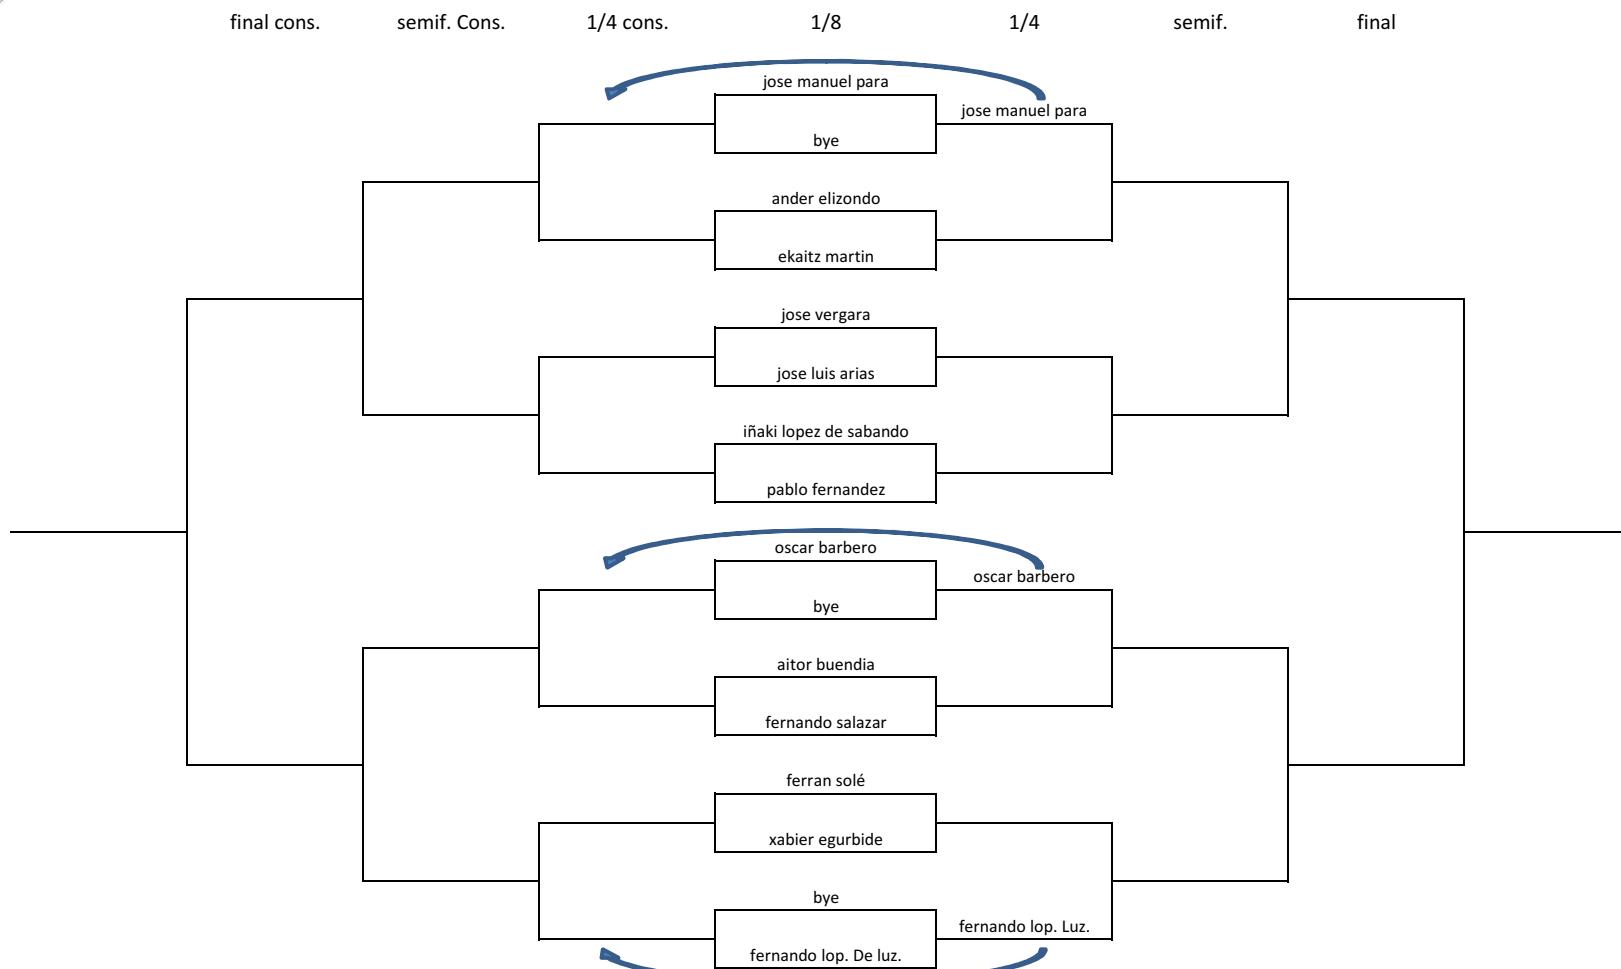 final cons. semif. Cons. 1/4 cons. 1/8 1/4 semif. final
jose manuel para
jose manuel para
bye
ander elizondo
ekaitz martin
jose vergara
jose luis arias
iñaki lopez de sabando
pablo fernandez
oscar barbero
oscar barbero
bye
aitor buendia
fernando salazar
ferran solé
xabier egurbide
bye
fernando lop. Luz.
fernando lop. De luz.